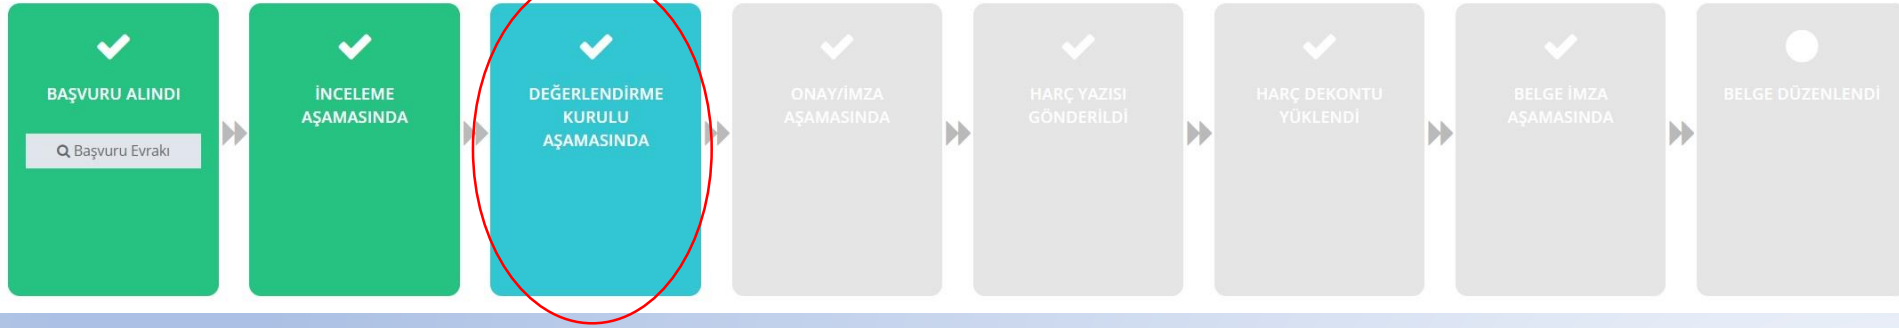 BAŞVURU ALINDI
Başvuru Evrakı
İNCELEME
AŞAMASINDA
DEĞERLENDİRME
KURULU
AŞAMASINDA
ONAY/İMZA
AŞAMASINDA
HARÇ YAZISI
GÖNDERİLDİ
HARÇ DEKONTU
YÜKLENDİ
BELGE İMZA
AŞAMASINDA
BELGE DÜZENLENDİ